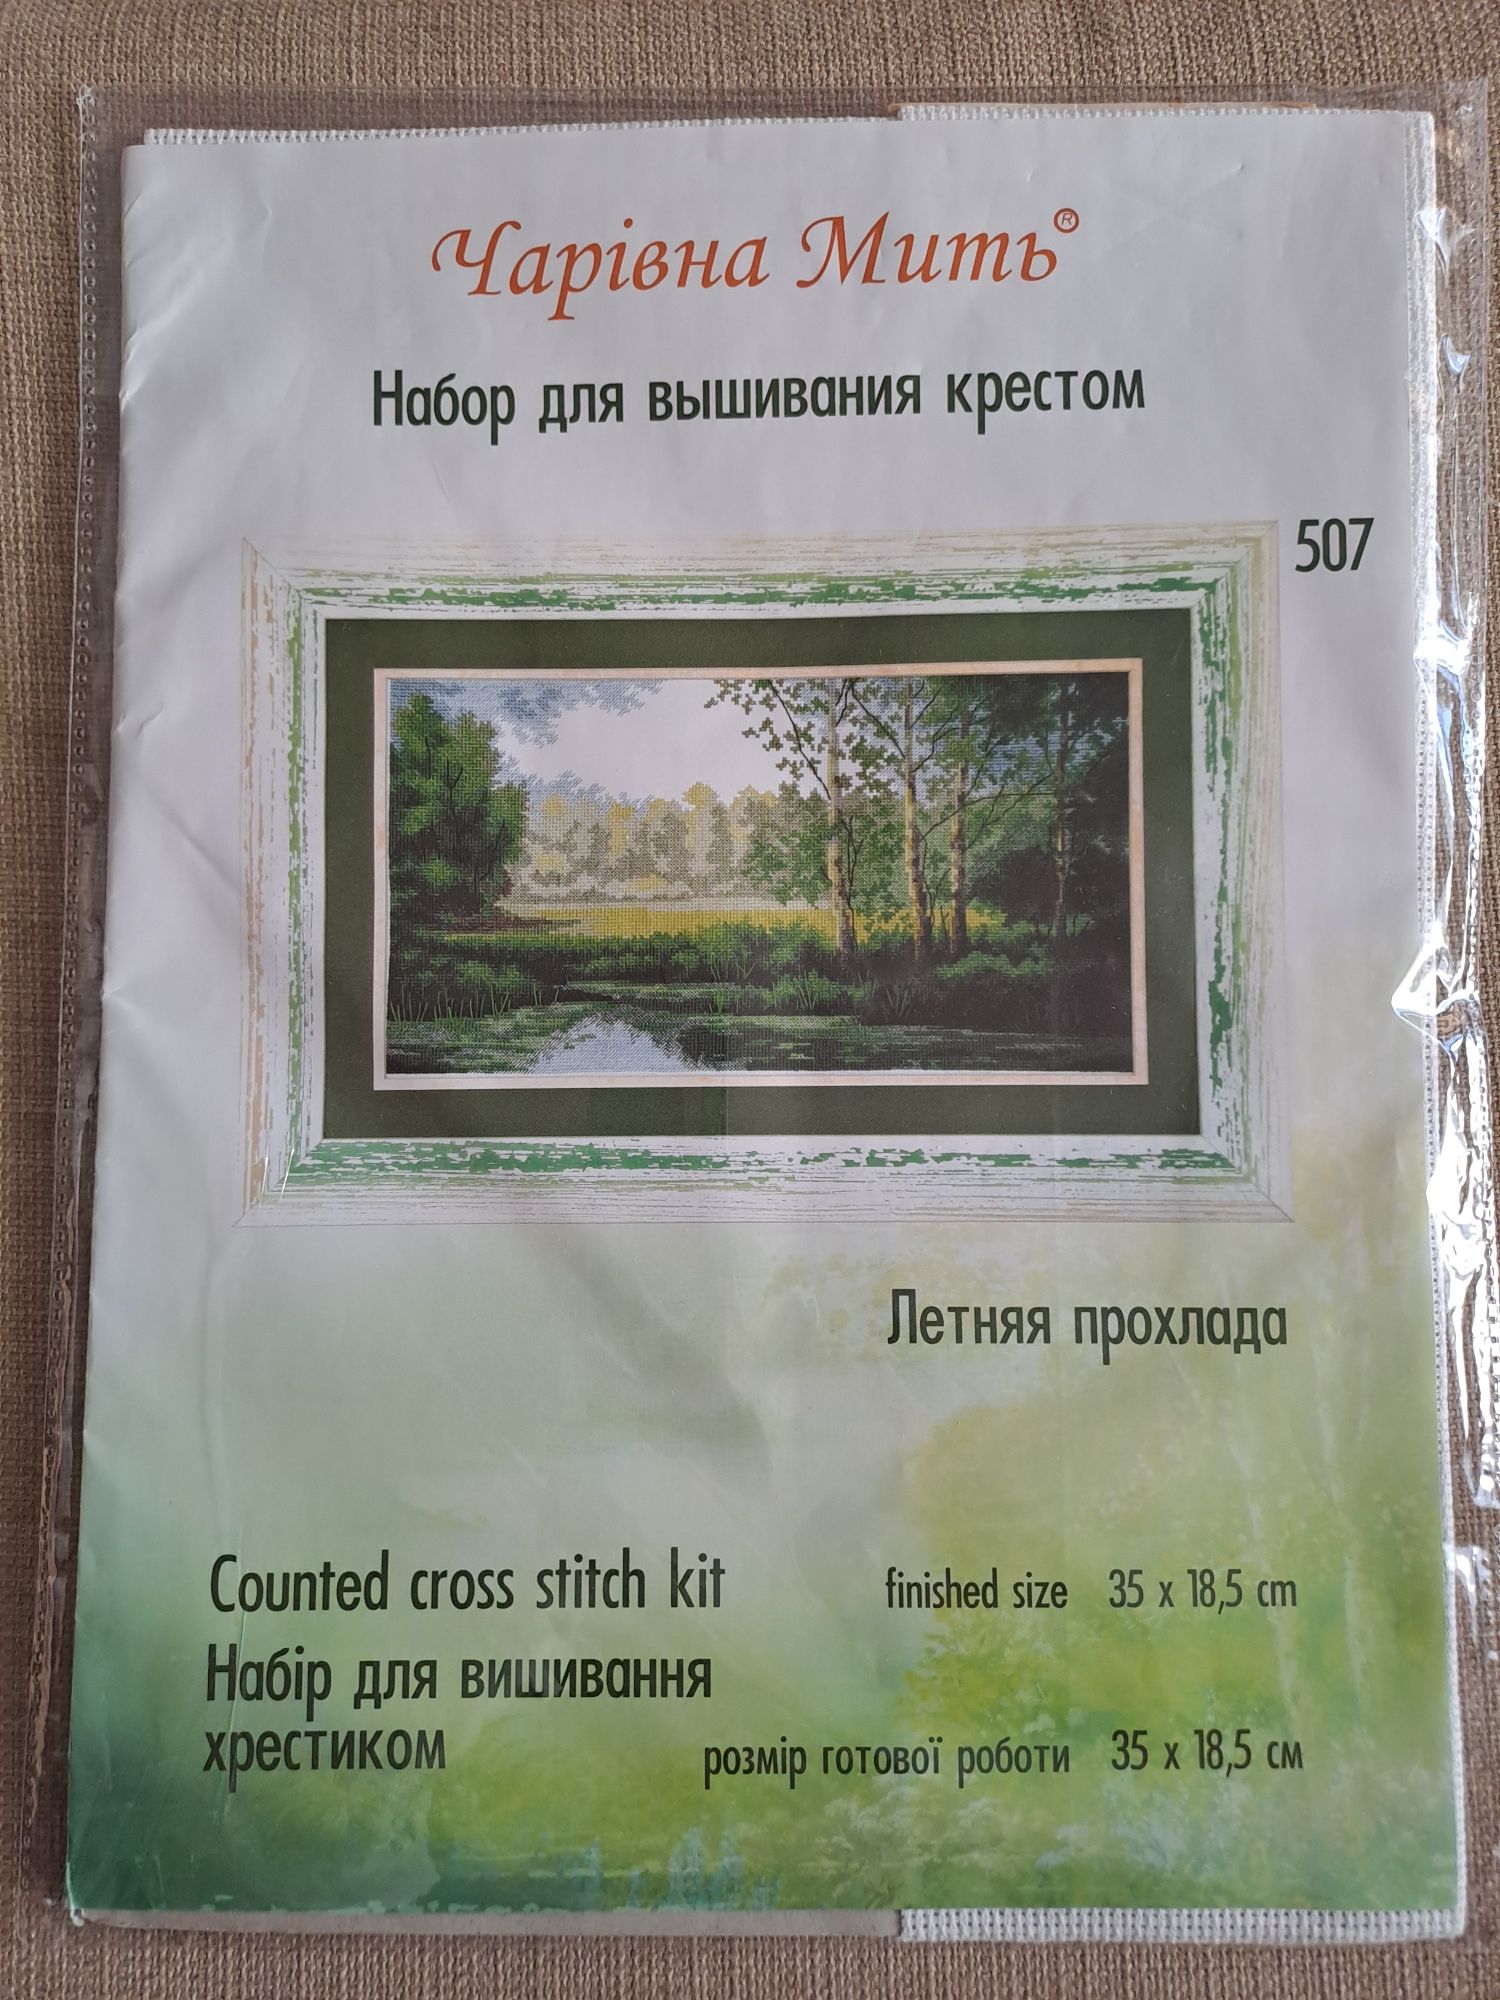 Чарівна Мить®
Набор для вышивания крестом
507
Летняя прохлада
Counted cross stitch kit
finished size 35 x 18,5 cm
Набір для вишивання
хрестиком
розмір готової роботи 35 х 18,5 см